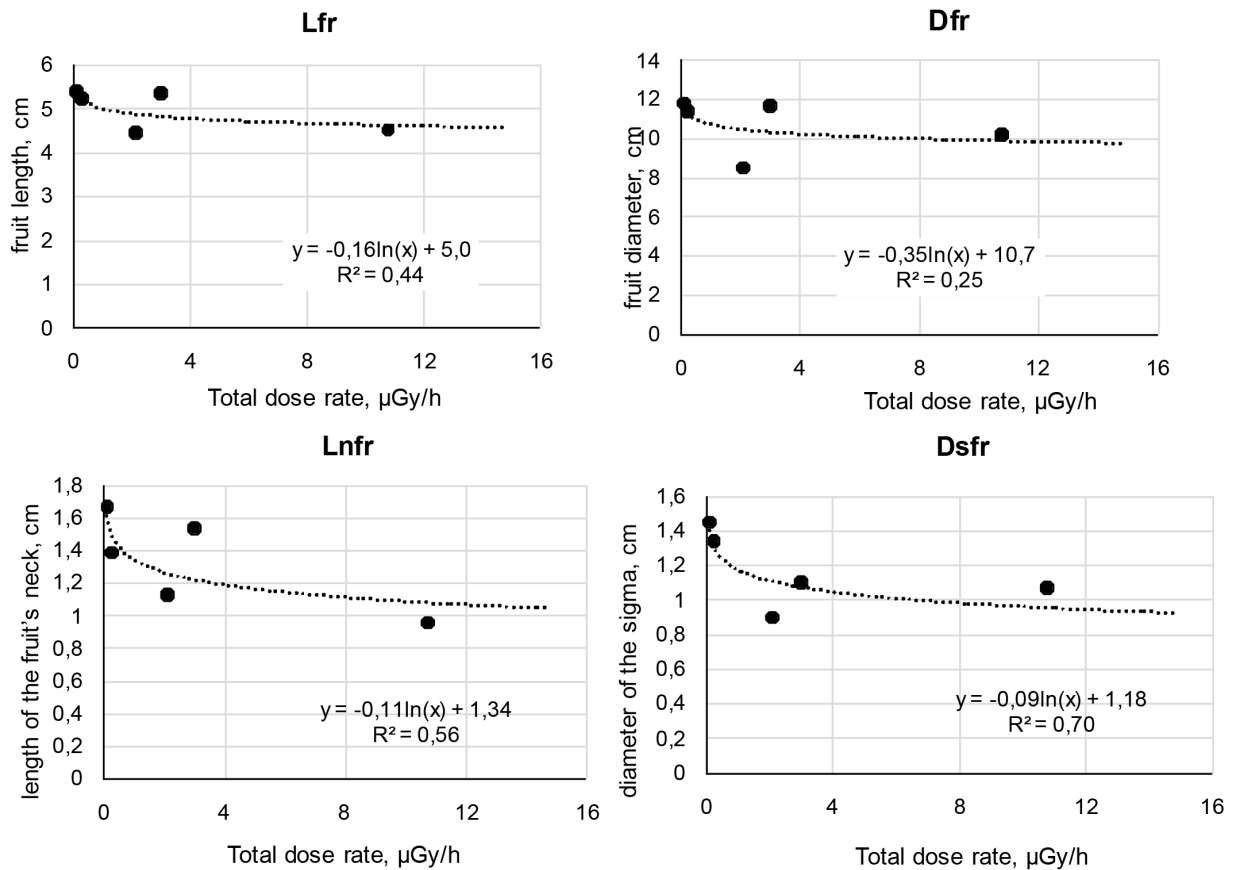 Lfr
6
5
4
3
2
1
0
fruit length, cm
y = -0,16ln(x) + 5,0
R² = 0,44
0 4 8 12 16
Total dose rate, µGy/h
Dfr
14
12
10
8
6
4
2
0
fruit diameter, cm
y = -0,35ln(x) + 10,7
R² = 0,25
0 4 8 12 16
Total dose rate, µGy/h
Lnfr
1,8
1,6
1,4
1,2
1
0,8
0,6
0,4
0,2
0
length of the fruit's neck, cm
y = -0,11ln(x) + 1,34
R² = 0,56
0 4 8 12 16
Total dose rate, µGy/h
Dsfr
1,6
1,4
1,2
1
0,8
0,6
0,4
0,2
0
diameter of the sigma, cm
y = -0,09ln(x) + 1,18
R² = 0,70
0 4 8 12 16
Total dose rate, µGy/h